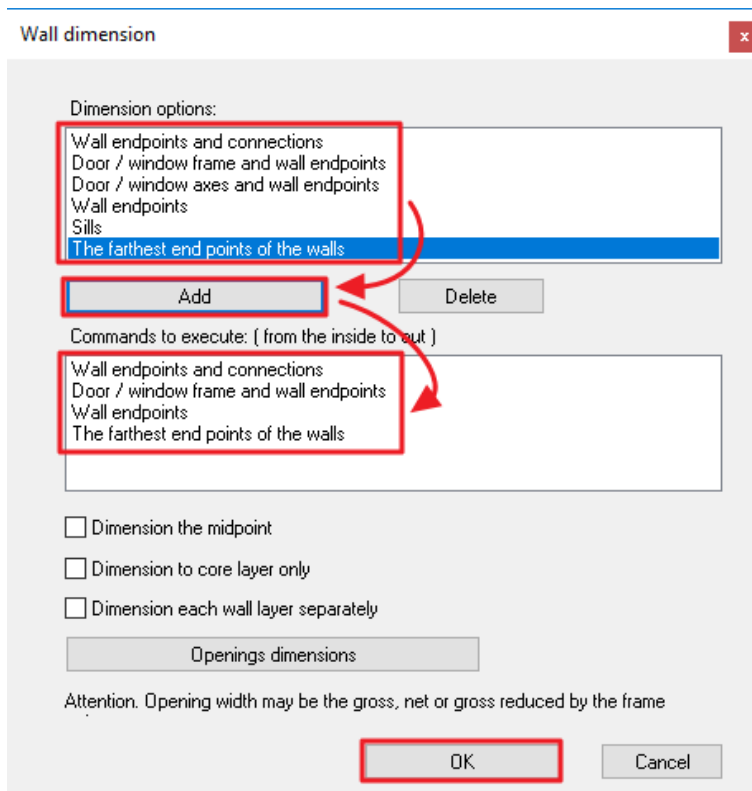 Wall dimension
x
Dimension options:
Wall endpoints and connections
Door / window frame and wall endpoints
Door / window axes and wall endpoints
Wall endpoints
Sills
The farthest end points of the walls
Add Delete
Commands to execute: ( from the inside to out )
Wall endpoints and connections
Door / window frame and wall endpoints
Wall endpoints
The farthest end points of the walls
Dimension the midpoint
Dimension to core layer only
Dimension each wall layer separately
Openings dimensions
Attention. Opening width may be the gross, net or gross reduced by the frame
OK Cancel